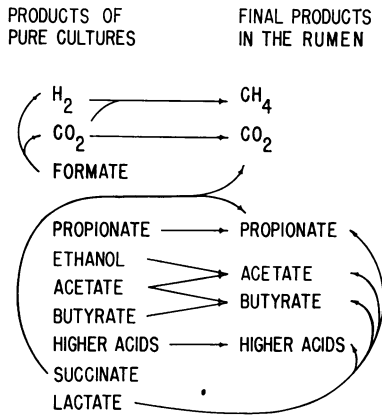 PRODUCTS OF FINAL PRODUCTS
PURE CULTURES IN THE RUMEN
H₂ CH₄
CO₂ CO₂
FORMATE
PROPIONATE PROPIONATE
ETHANOL
ACETATE
ACETATE
BUTYRATE
BUTYRATE
HIGHER ACIDS HIGHER ACIDS
SUCCINATE
LACTATE